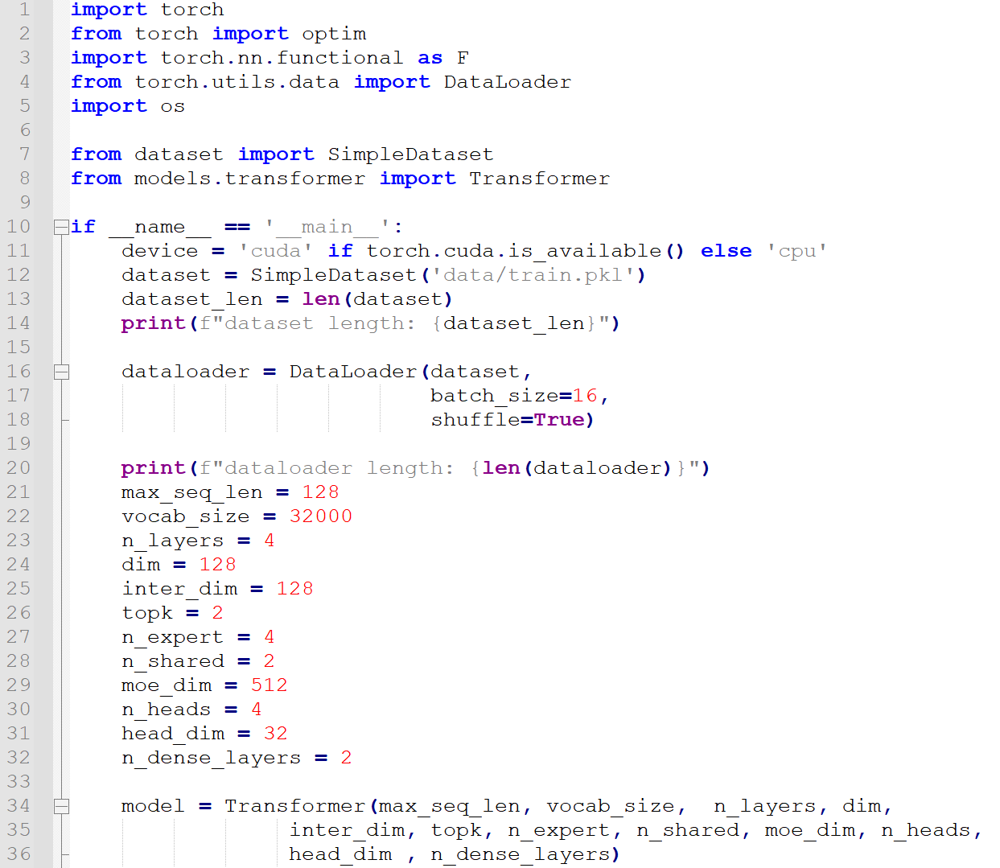 1 import torch
2 from torch import optim
3 import torch.nn.functional as F
4 from torch.utils.data import DataLoader
5 import os
6
7 from dataset import SimpleDataset
8 from models.transformer import Transformer
9
10 if __name__ == '__main__':
11     device = 'cuda' if torch.cuda.is_available() else 'cpu'
12     dataset = SimpleDataset('data/train.pkl')
13     dataset_len = len(dataset)
14     print(f"dataset length: {dataset_len}")
15
16     dataloader = DataLoader(dataset,
17                             batch_size=16,
18                             shuffle=True)
19
20     print(f"dataloader length: {len(dataloader)}")
21     max_seq_len = 128
22     vocab_size = 32000
23     n_layers = 4
24     dim = 128
25     inter_dim = 128
26     topk = 2
27     n_expert = 4
28     n_shared = 2
29     moe_dim = 512
30     n_heads = 4
31     head_dim = 32
32     n_dense_layers = 2
33
34     model = Transformer(max_seq_len, vocab_size,  n_layers, dim,
35                  inter_dim, topk, n_expert, n_shared, moe_dim, n_heads,
36                  head_dim , n_dense_layers)